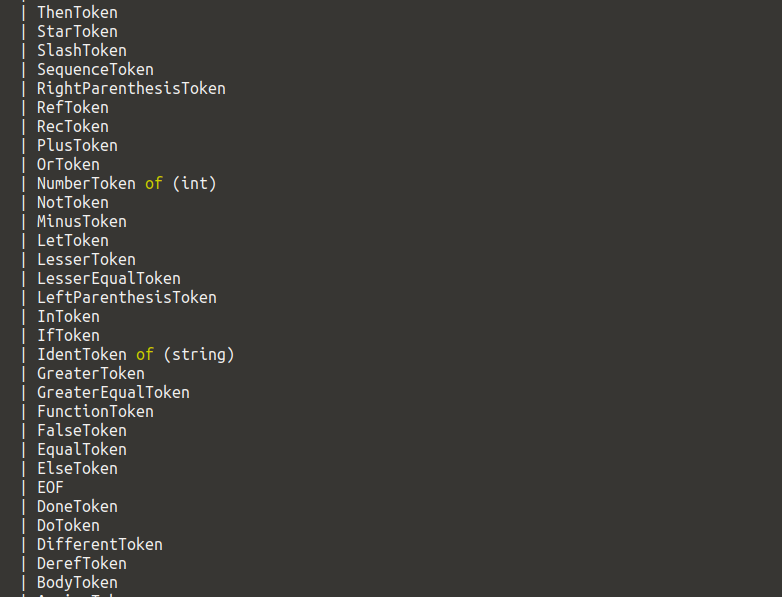 | ThenToken
| StarToken
| SlashToken
| SequenceToken
| RightParenthesisToken
| RefToken
| RecToken
| PlusToken
| OrToken
| NumberToken of (int)
| NotToken
| MinusToken
| LetToken
| LesserToken
| LesserEqualToken
| LeftParenthesisToken
| InToken
| IfToken
| IdentToken of (string)
| GreaterToken
| GreaterEqualToken
| FunctionToken
| FalseToken
| EqualToken
| ElseToken
| EOF
| DoneToken
| DoToken
| DifferentToken
| DerefToken
| BodyToken